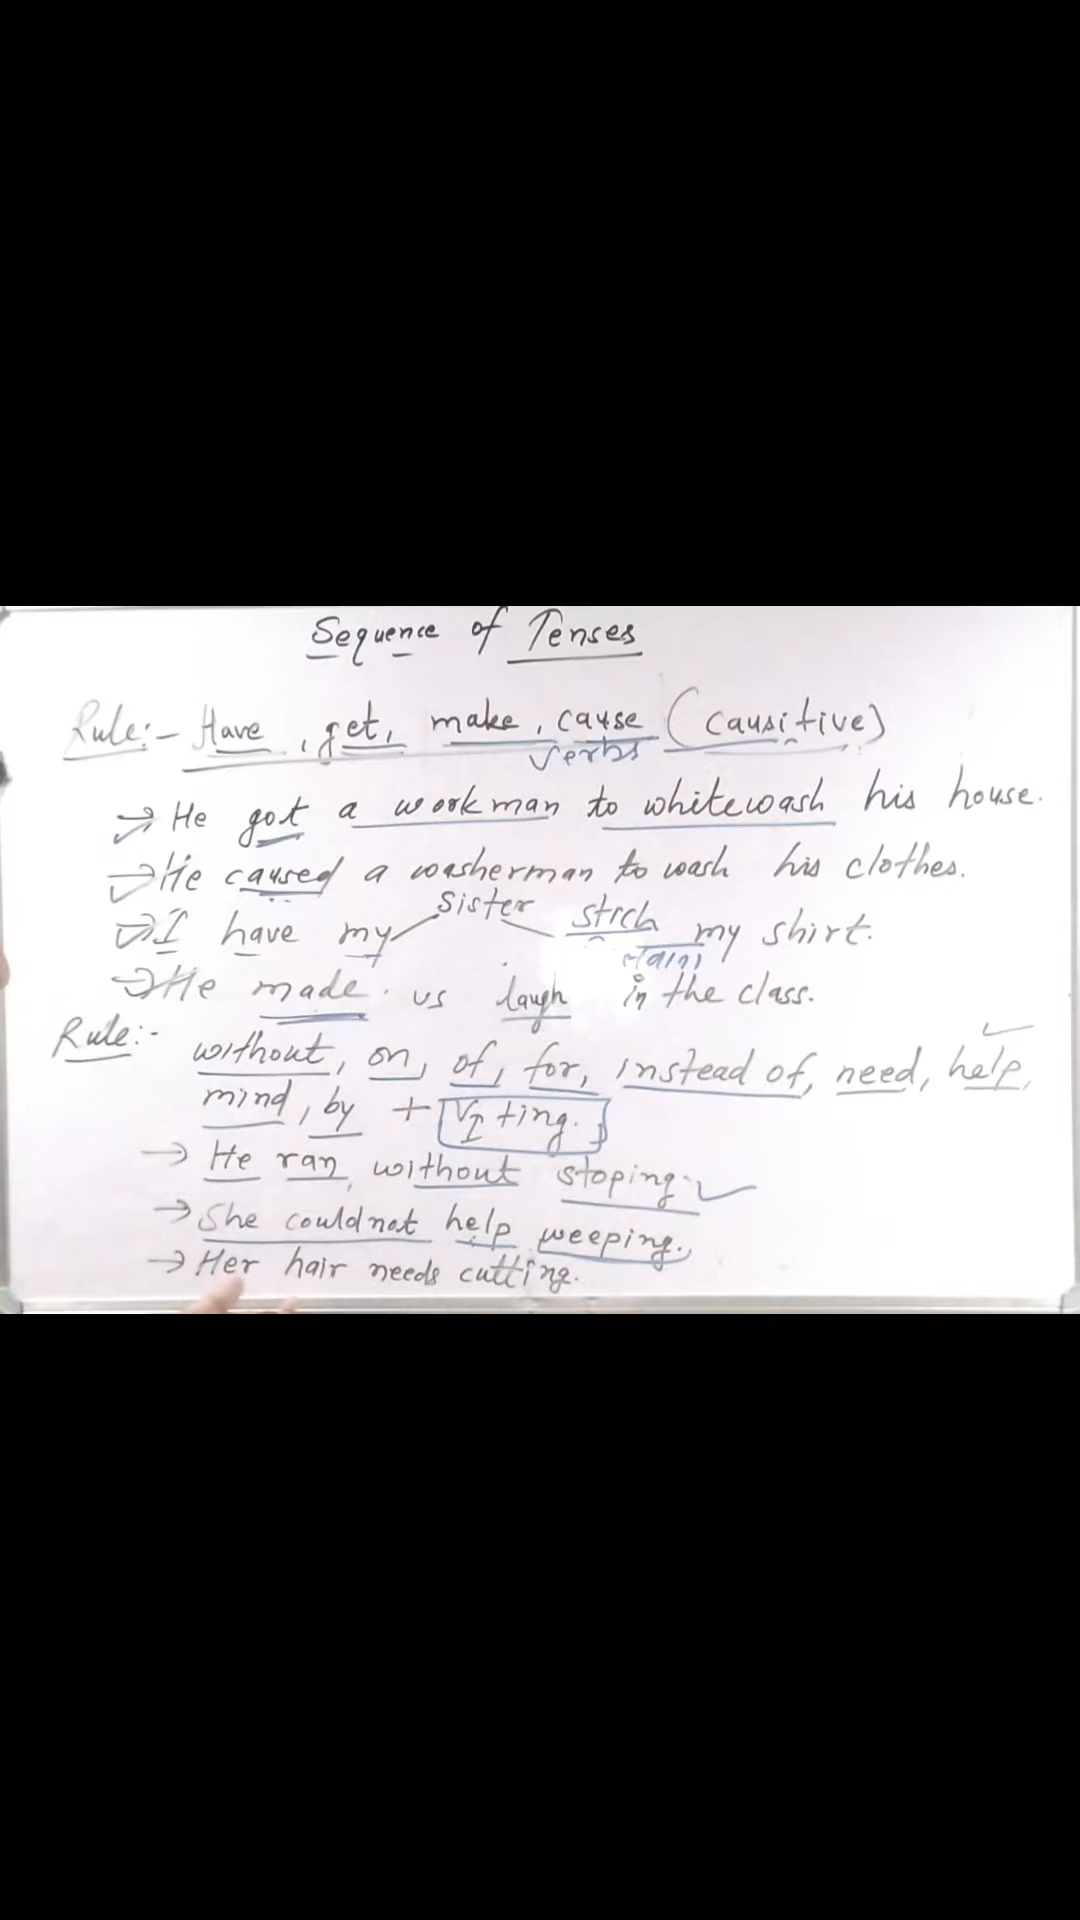 Sequence of Tenses
Rule:- Have, get, make, cause (causitive)
verbs
→ He got a workman to whitewash his house.
→ He caused a washerman to wash his clothes.
→ I have my sister stich my shirt.
→ He made us laugh in the class.
Rule:- without, on, of, for, instead of, need, help,
mind, by + VI+ing.
→ He ran, without stoping.
→ She couldnot help weeping.
→ Her hair needs cutting.